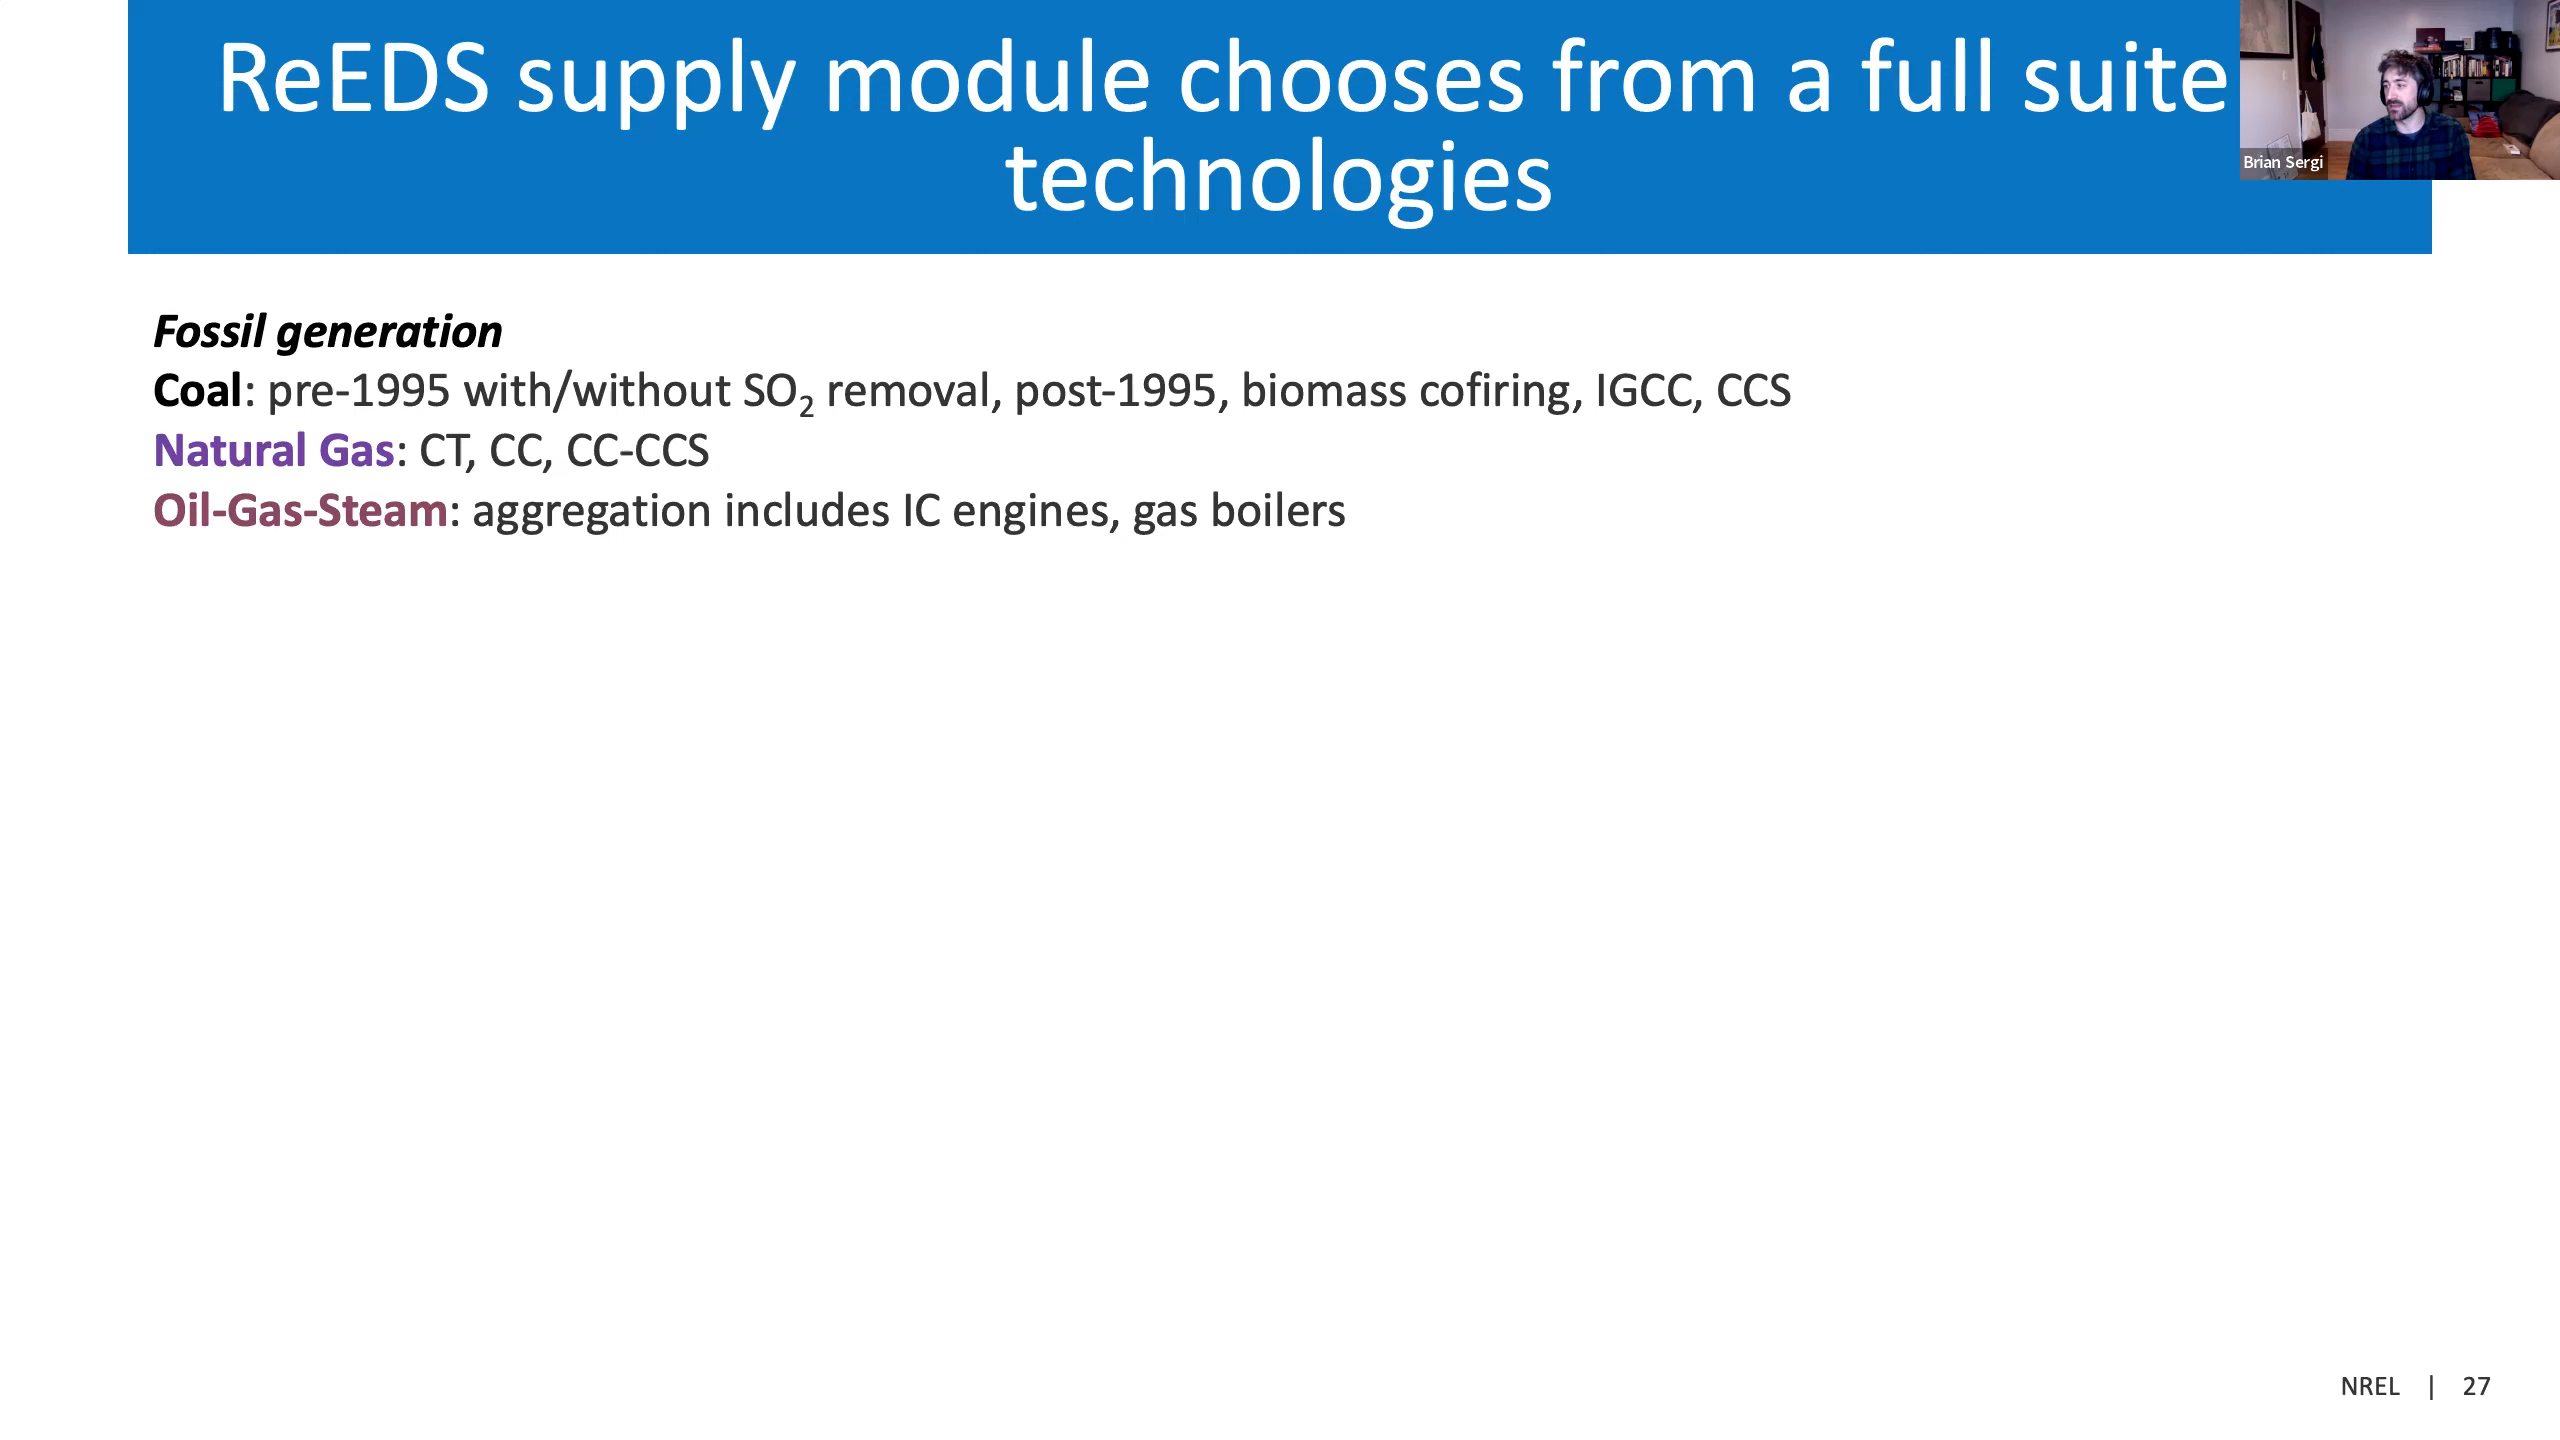 ReEDS supply module chooses from a full suite
technologies
Brian Sergi
Fossil generation
Coal: pre-1995 with/without SO₂ removal, post-1995, biomass cofiring, IGCC, CCS
Natural Gas: CT, CC, CC-CCS
Oil-Gas-Steam: aggregation includes IC engines, gas boilers
NREL | 27